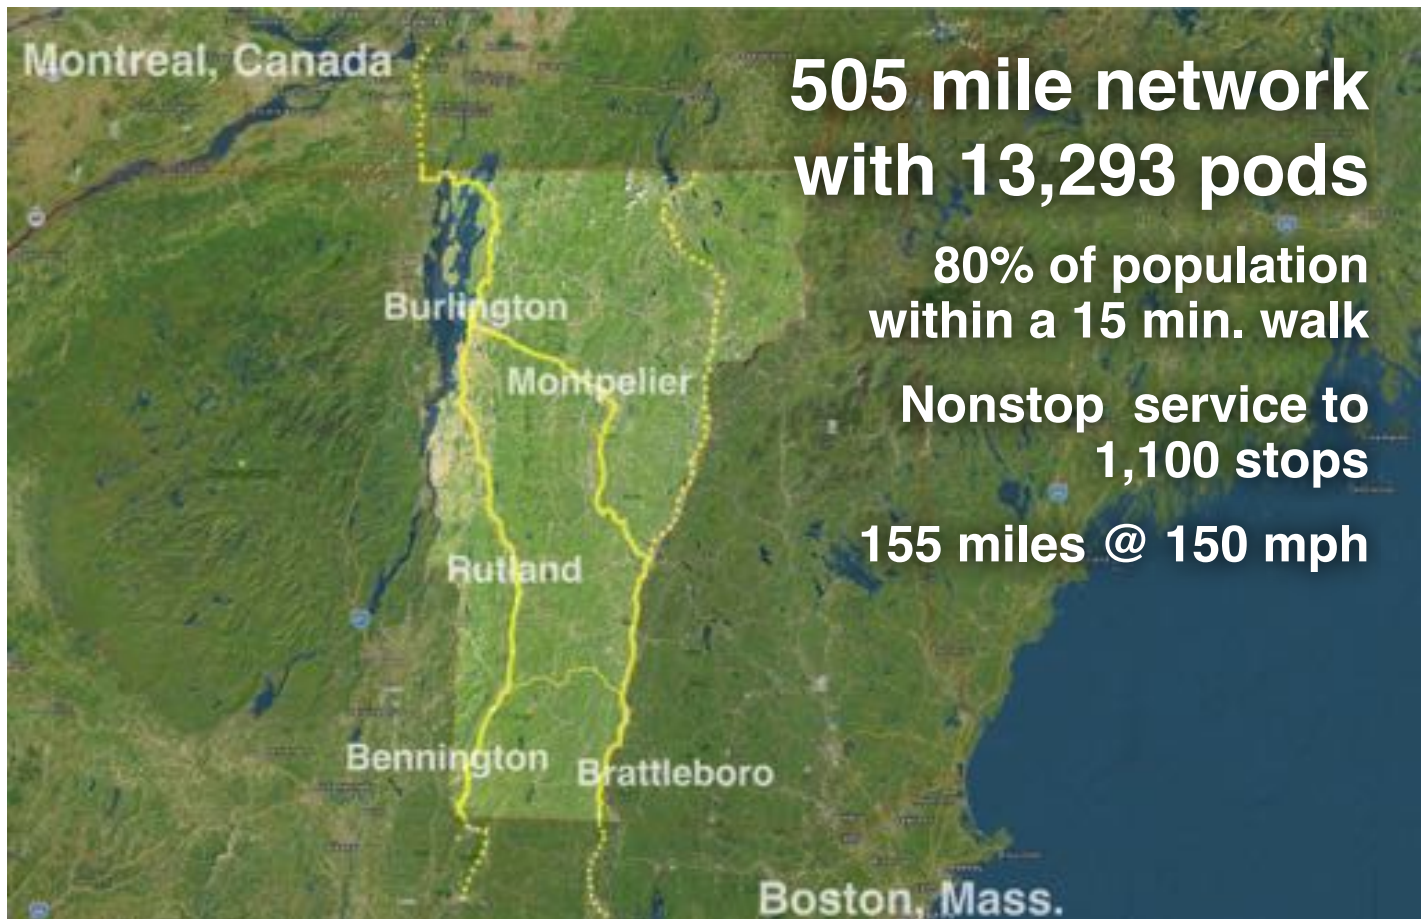 Montreal, Canada
505 mile network
with 13,293 pods
80% of population
within a 15 min. walk
Burlington
Montpelier
Nonstop service to
1,100 stops
155 miles @ 150 mph
Rutland
Bennington
Brattleboro
Boston, Mass.